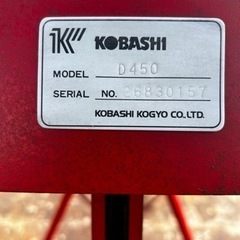 KOBASHI
MODEL D450
SERIAL NO. 36830157
KOBASHI KOGYO CO.LTD.